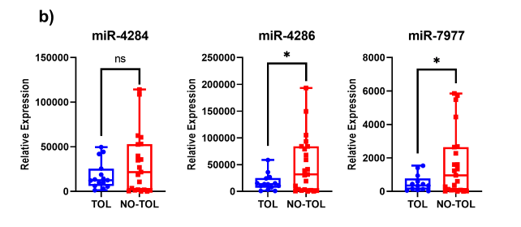 b)
miR-4284
Relative Expression
150000
100000
50000
0
ns
TOL NO-TOL
miR-4286
Relative Expression
250000
200000
150000
100000
50000
0
*
TOL NO-TOL
miR-7977
Relative Expression
8000
6000
4000
2000
0
*
TOL NO-TOL